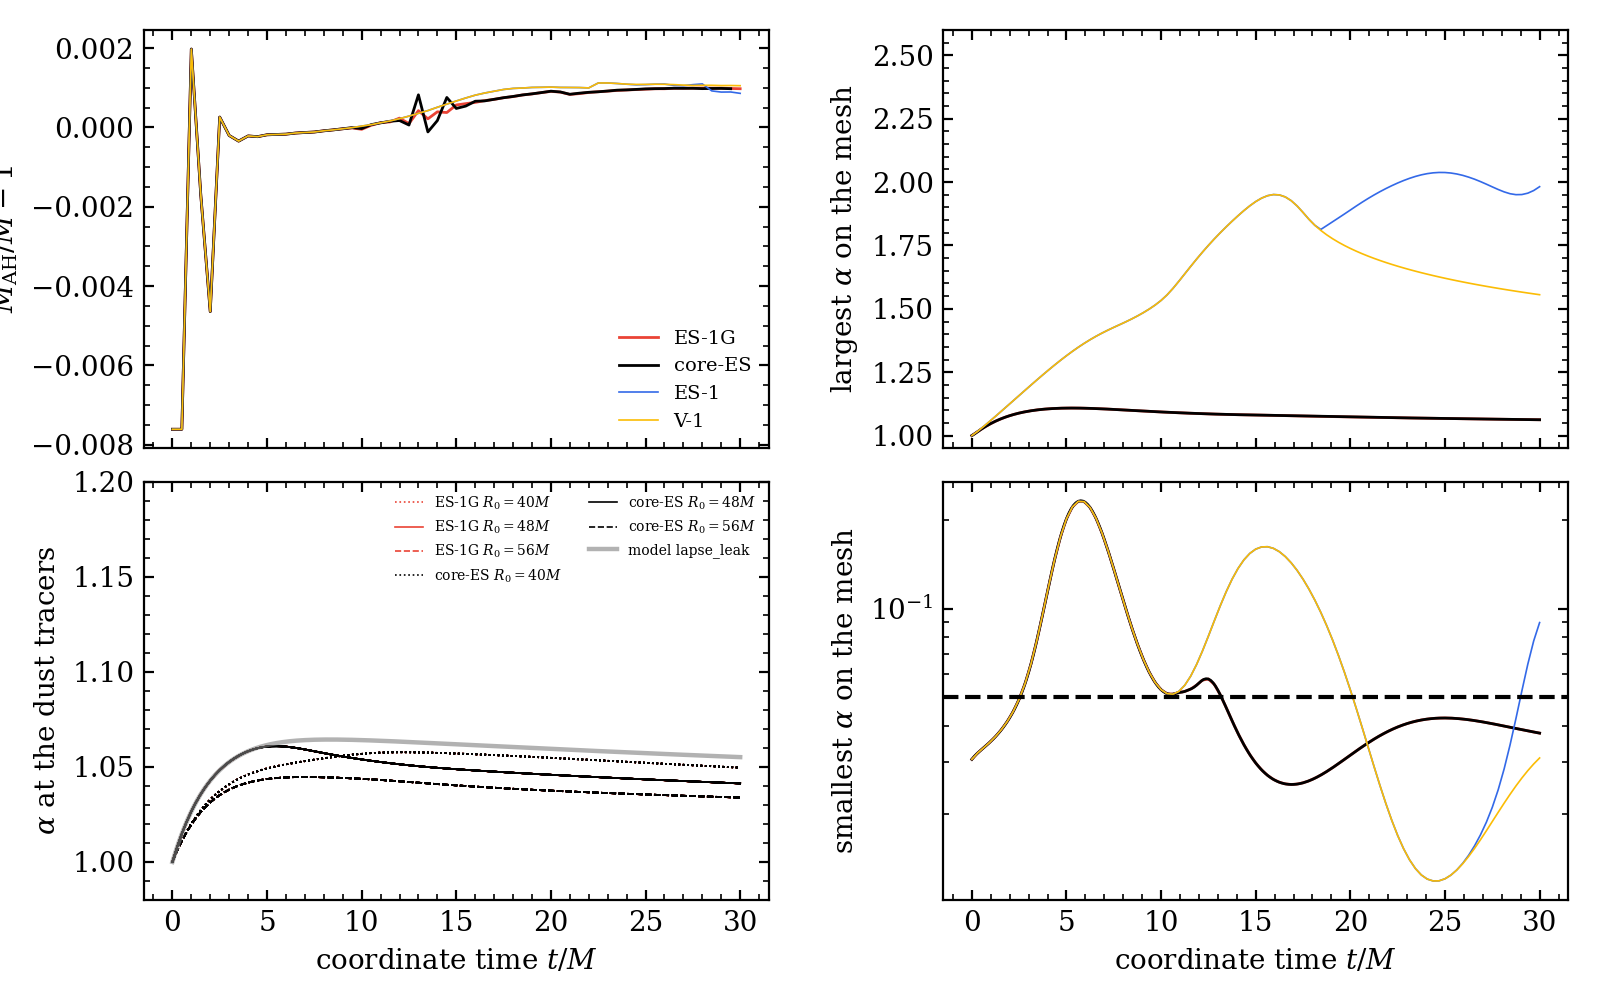 0.002
0.000
−0.002
−0.004
−0.006
−0.008
M_AH/M − 1
ES-1G
core-ES
ES-1
V-1
2.50
2.25
2.00
1.75
1.50
1.25
1.00
largest α on the mesh
1.20
1.15
1.10
1.05
1.00
α at the dust tracers
ES-1G R₀ = 40M
ES-1G R₀ = 48M
ES-1G R₀ = 56M
core-ES R₀ = 40M
core-ES R₀ = 48M
core-ES R₀ = 56M
model lapse_leak
0 5 10 15 20 25 30
coordinate time t/M
10⁻¹
smallest α on the mesh
0 5 10 15 20 25 30
coordinate time t/M